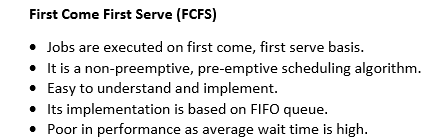 First Come First Serve (FCFS)
• Jobs are executed on first come, first serve basis.
• It is a non-preemptive, pre-emptive scheduling algorithm.
• Easy to understand and implement.
• Its implementation is based on FIFO queue.
• Poor in performance as average wait time is high.